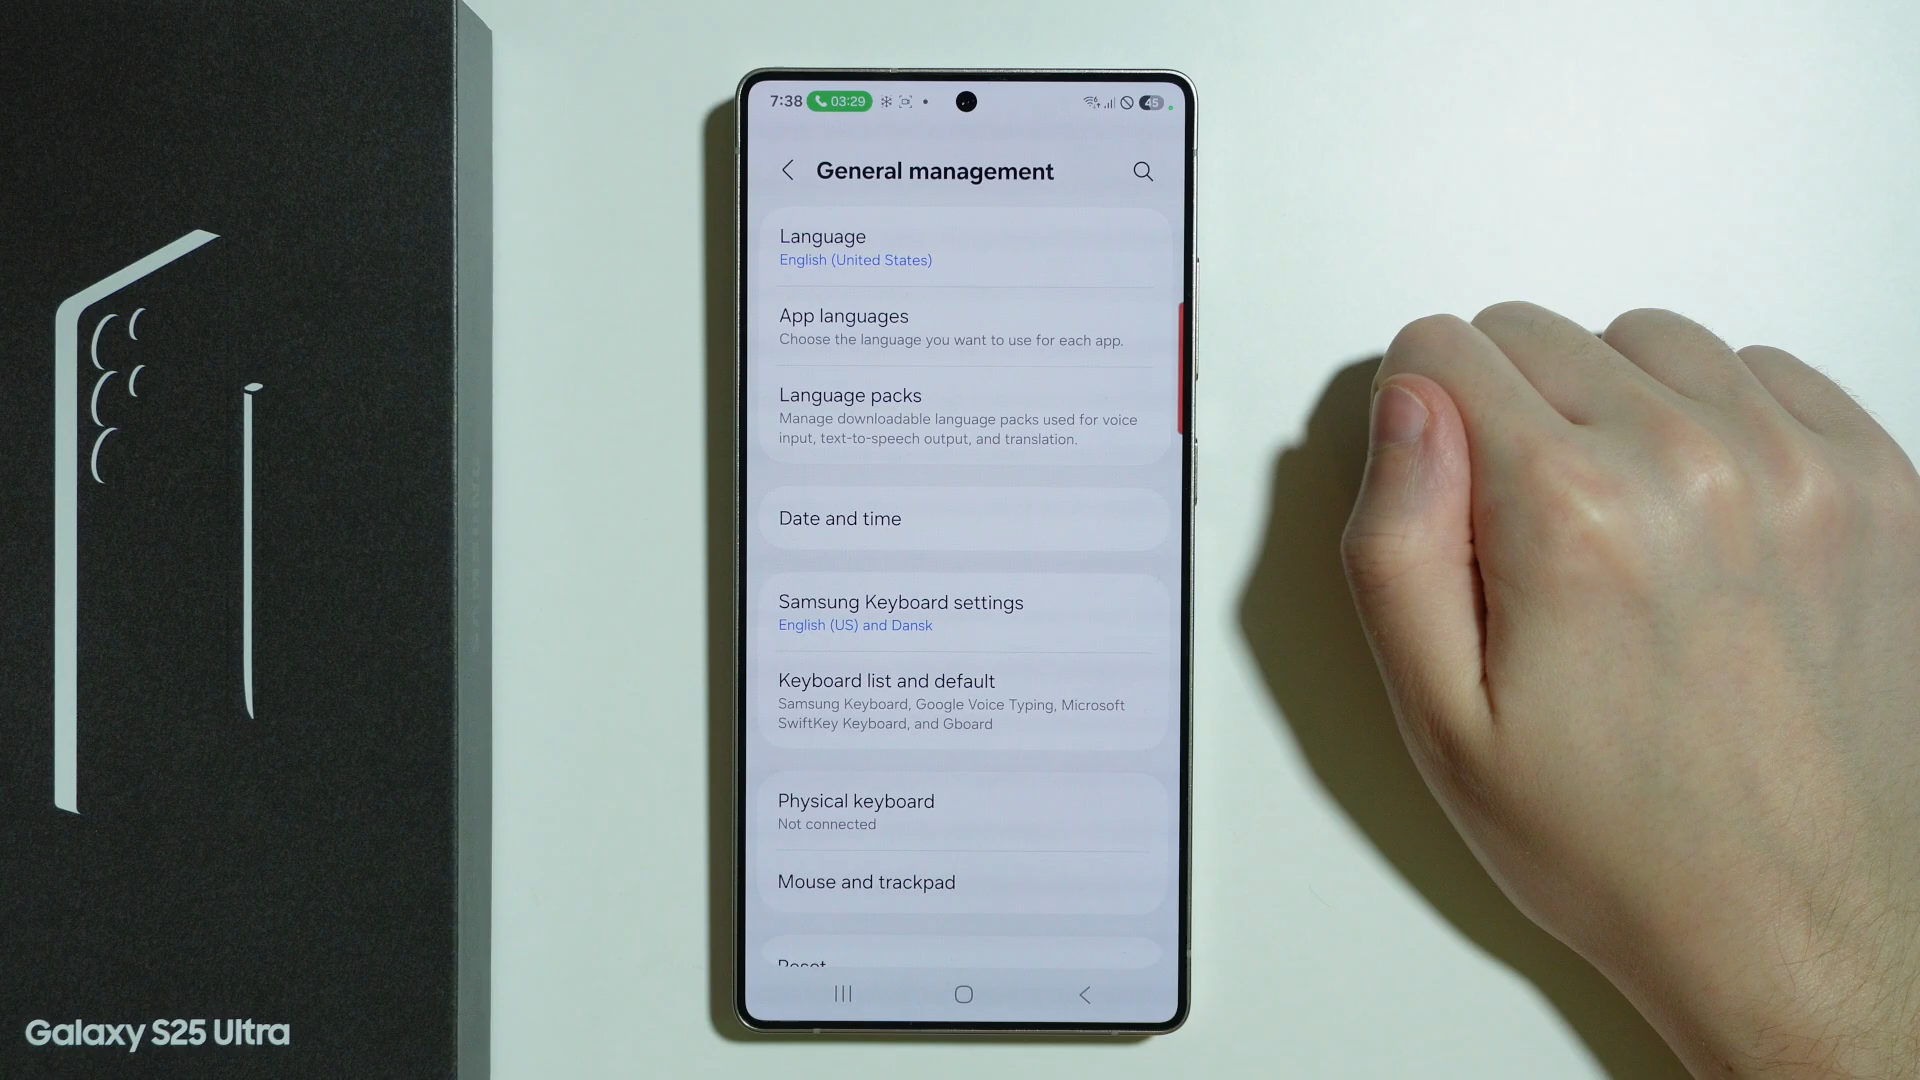 7:38 03:29 45
General management
Language
English (United States)
App languages
Choose the language you want to use for each app.
Language packs
Manage downloadable language packs used for voice
input, text-to-speech output, and translation.
Date and time
Samsung Keyboard settings
English (US) and Dansk
Keyboard list and default
Samsung Keyboard, Google Voice Typing, Microsoft
SwiftKey Keyboard, and Gboard
Physical keyboard
Not connected
Mouse and trackpad
Reset
Galaxy S25 Ultra
SAMSUNG